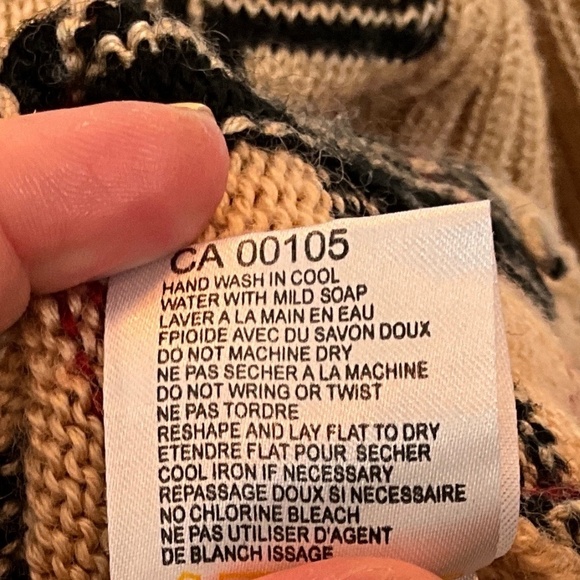 CA 00105
HAND WASH IN COOL
WATER WITH MILD SOAP
LAVER A LA MAIN EN EAU
FPIOIDE AVEC DU SAVON DOUX
DO NOT MACHINE DRY
NE PAS SECHER A LA MACHINE
DO NOT WRING OR TWIST
NE PAS TORDRE
RESHAPE AND LAY FLAT TO DRY
ETENDRE FLAT POUR SECHER
COOL IRON IF NECESSARY
REPASSAGE DOUX SI NECESSAIRE
NO CHLORINE BLEACH
NE PAS UTILISER D'AGENT
DE BLANCH ISSAGE